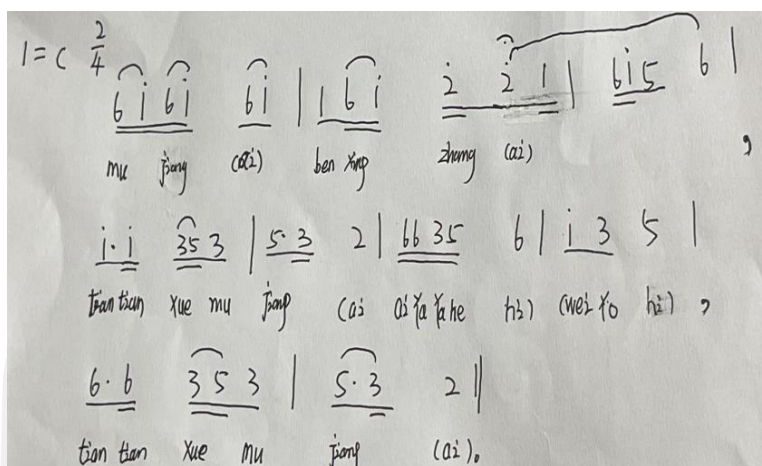 1=C 2/4
6 i 6 i 6 i | 1 6 i 2̇ 2̇ 1 | 6 i 5 6 |
mu jiang (ai) ben xing zhang (ai) ,
i· i 3 5 3 | 5· 3 2 | 6 6 3 5 6 | i 3 5 |
tian tian xue mu jiang (ai ai ya ya he hi) (wei yo hi) ,
6· 6 3 5 3 | 5· 3 2 ‖
tian tian xue mu jiang (ai)。